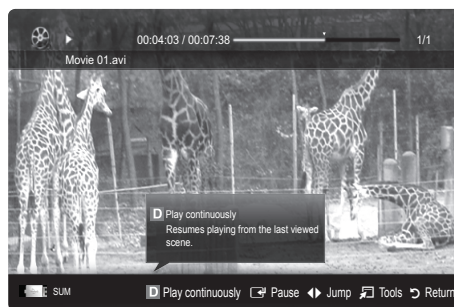 00:04:03 / 00:07:38
1/1
Movie 01.avi
D Play continuously
Resumes playing from the last viewed
scene.
SUM
D Play continuously Pause Jump Tools Return